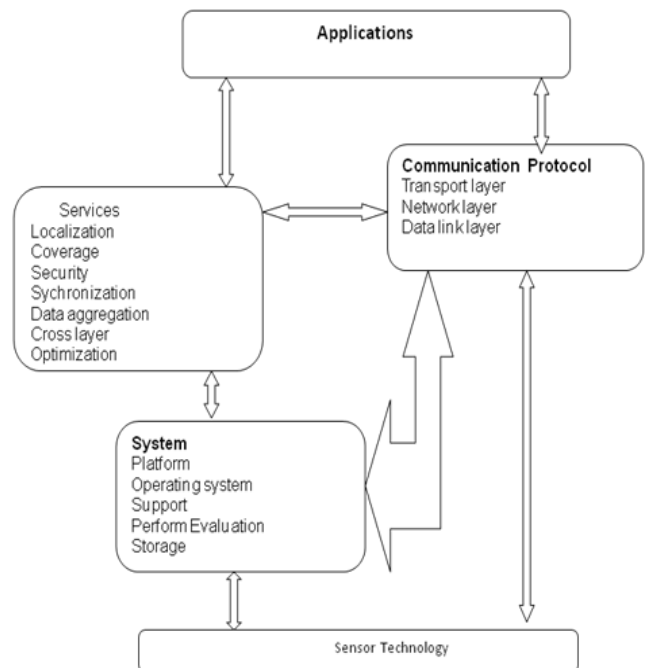 Applications
Communication Protocol
Transport layer
Network layer
Data link layer
Services
Localization
Coverage
Security
Sychronization
Data aggregation
Cross layer
Optimization
System
Platform
Operating system
Support
Perform Evaluation
Storage
Sensor Technology